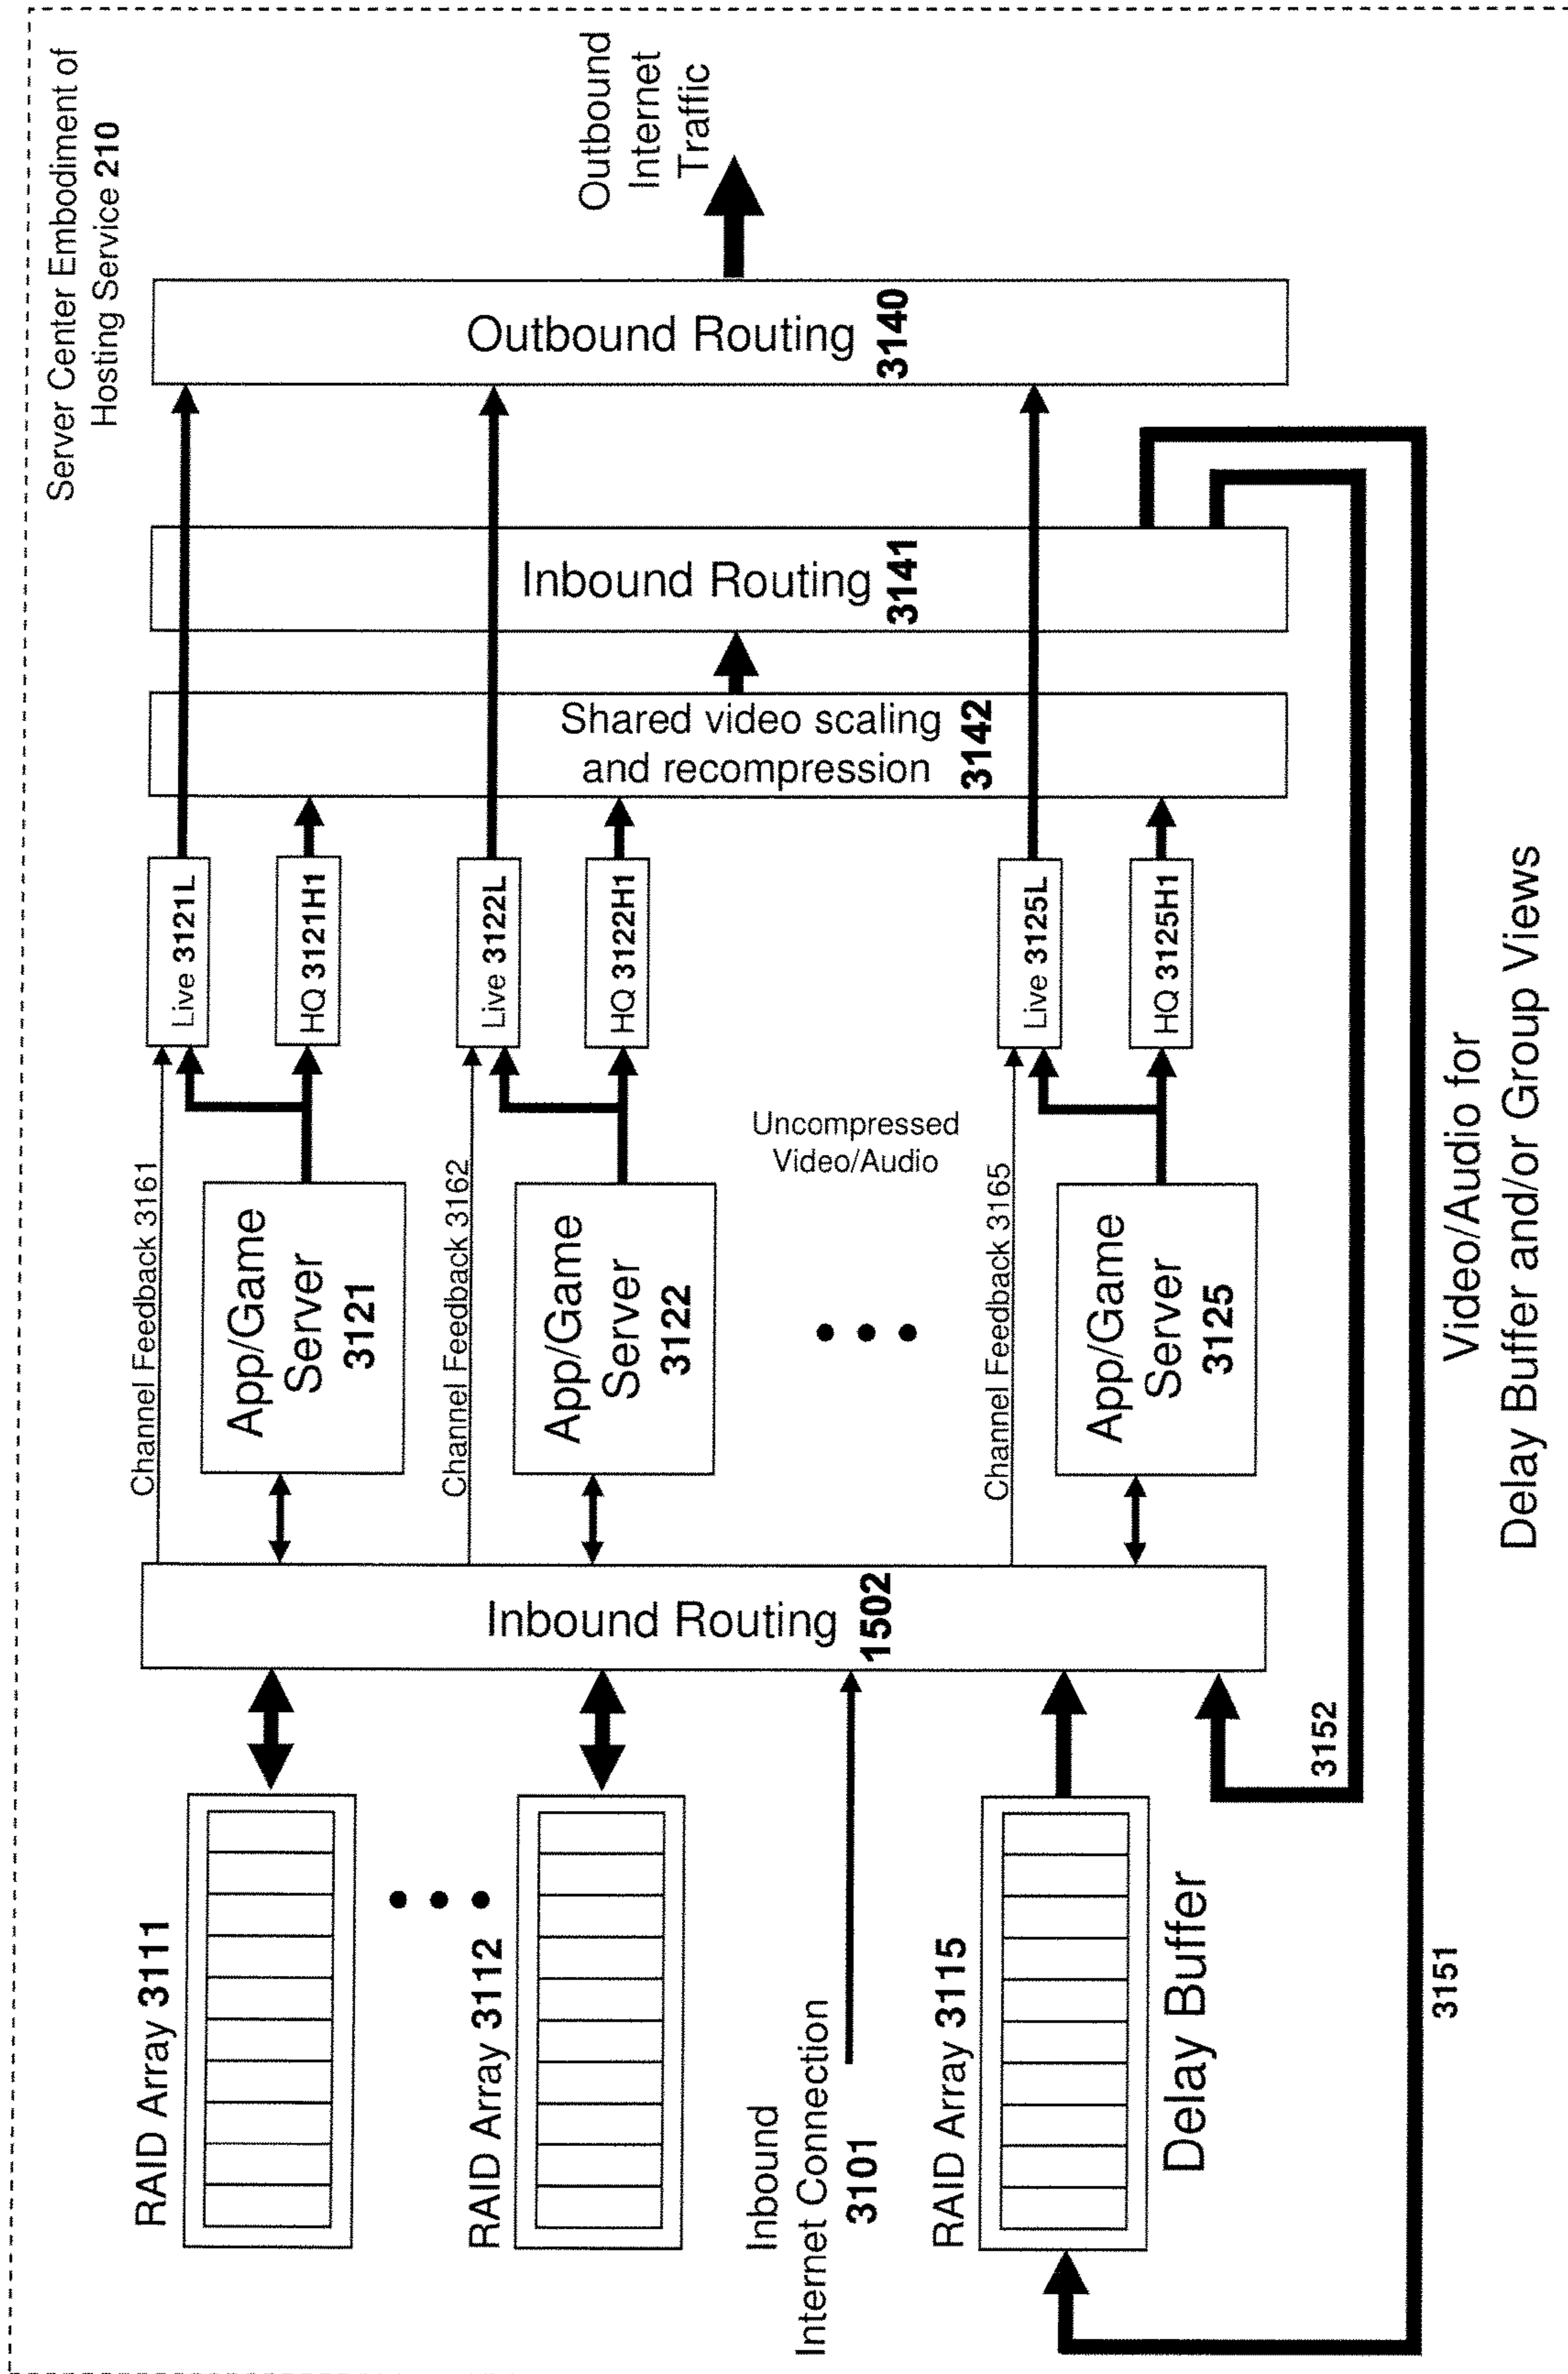 Server Center Embodiment of
Hosting Service 210
RAID Array 3111
RAID Array 3112
Inbound
Internet Connection
3101
RAID Array 3115
Delay Buffer
Inbound Routing 1502
Channel Feedback 3161
App/Game
Server
3121
Channel Feedback 3162
App/Game
Server
3122
Uncompressed
Video/Audio
Channel Feedback 3165
App/Game
Server
3125
Live 3121L
HQ 3121H1
Live 3122L
HQ 3122H1
Live 3125L
HQ 3125H1
Shared video scaling
and recompression 3142
Inbound Routing 3141
Outbound Routing 3140
Outbound
Internet
Traffic
3152
3151
Video/Audio for
Delay Buffer and/or Group Views